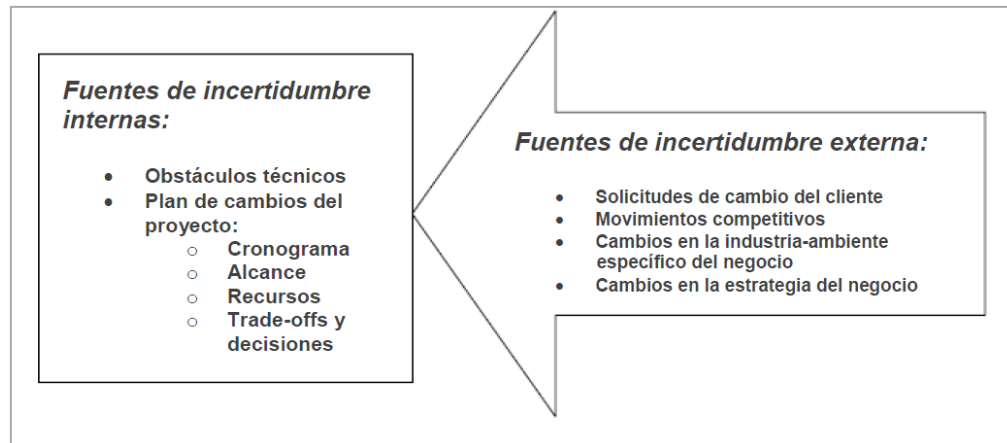 Fuentes de incertidumbre
internas:
• Obstáculos técnicos
• Plan de cambios del
proyecto:
o Cronograma
o Alcance
o Recursos
o Trade-offs y
decisiones
Fuentes de incertidumbre externa:
• Solicitudes de cambio del cliente
• Movimientos competitivos
• Cambios en la industria-ambiente
específico del negocio
• Cambios en la estrategia del negocio